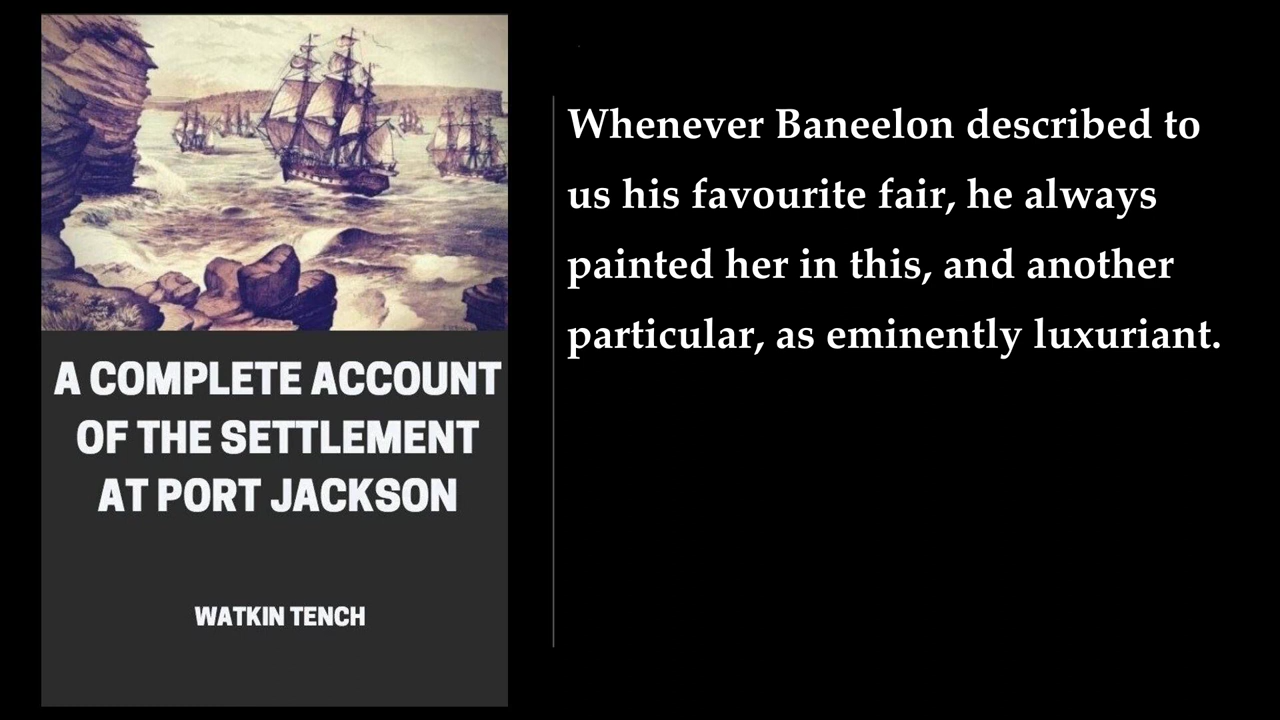 A COMPLETE ACCOUNT
OF THE SETTLEMENT
AT PORT JACKSON
WATKIN TENCH
Whenever Baneelon described to
us his favourite fair, he always
painted her in this, and another
particular, as eminently luxuriant.